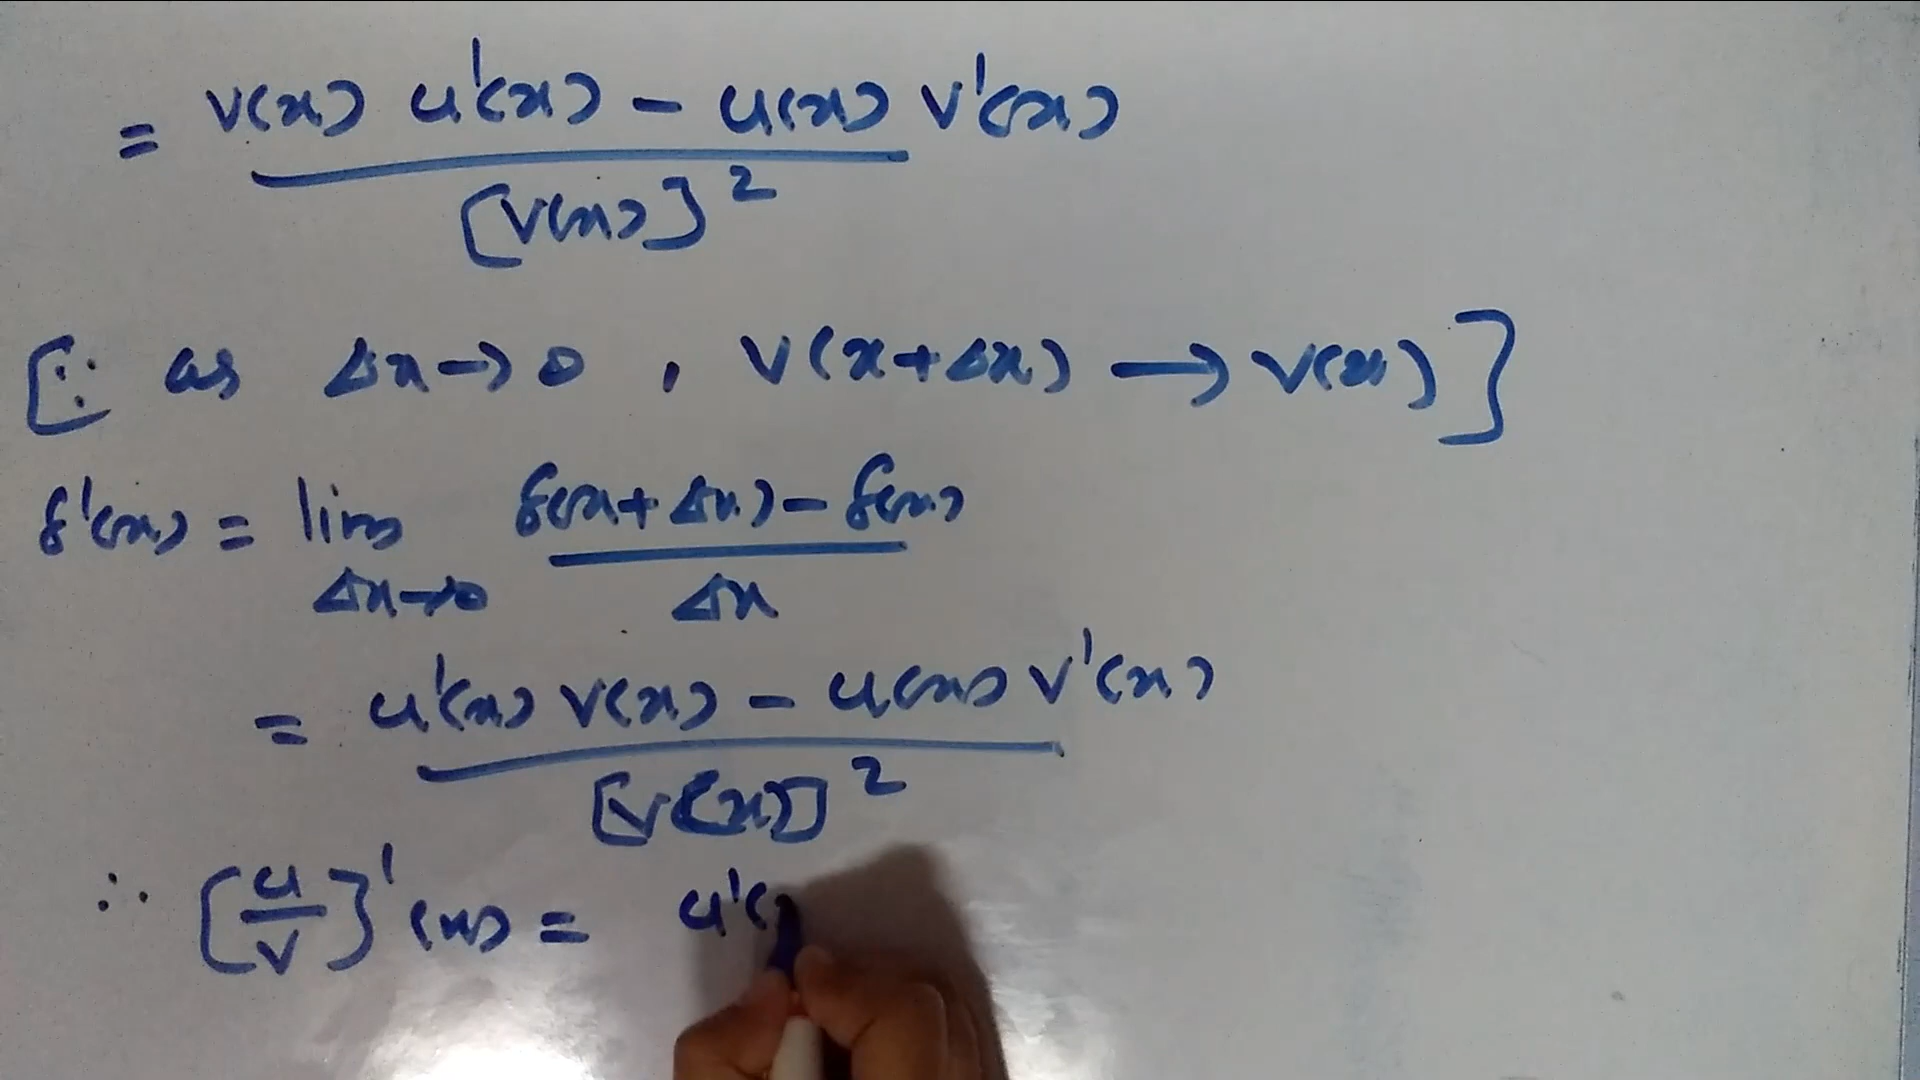 = v(x) u'(x) - u(x) v'(x)
[v(x)]²
[∵ as Δx→0, v(x+Δx) → v(x)]
f'(x) = lim f(x+Δx) - f(x)
Δx→0 Δx
= u'(x) v(x) - u(x) v'(x)
[v(x)]²
∴ [u/v]' (x) = u'(